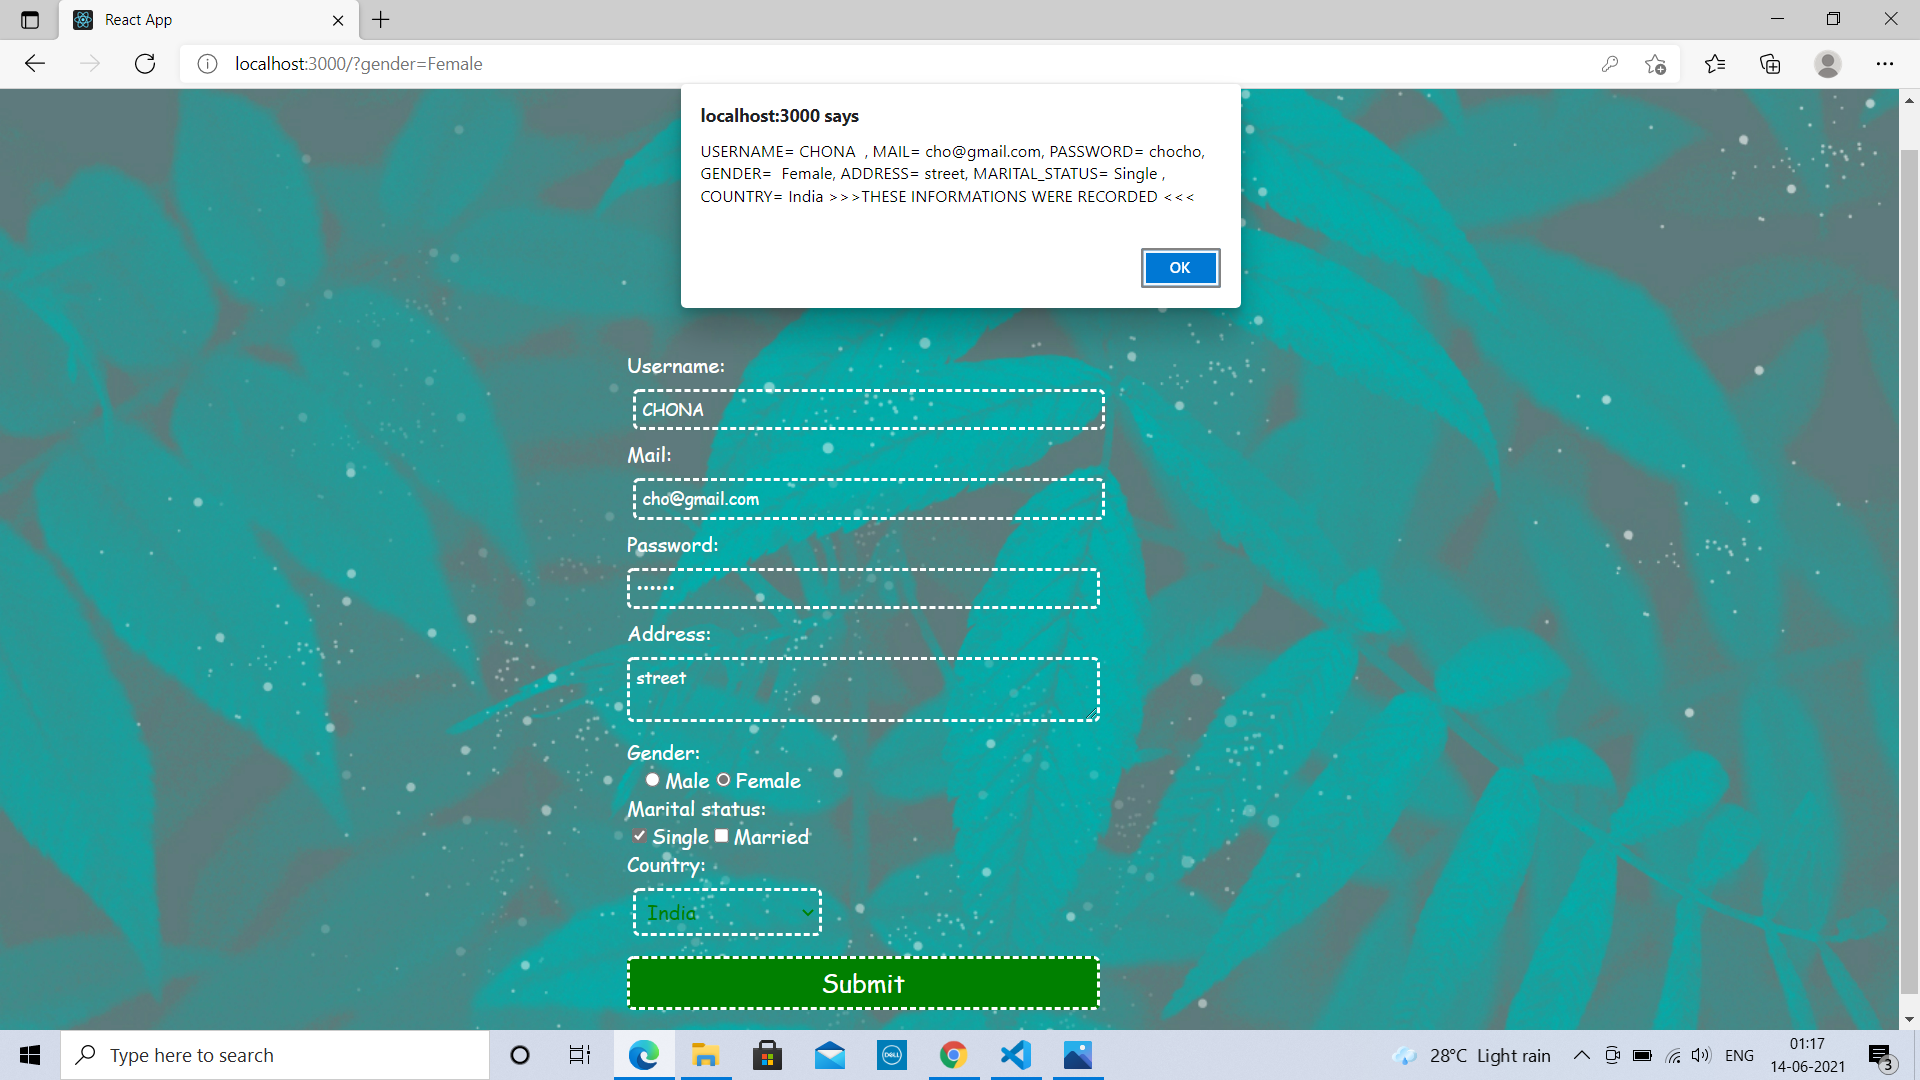 React App
localhost:3000/?gender=Female
localhost:3000 says
USERNAME= CHONA  , MAIL= cho@gmail.com, PASSWORD= chocho,
GENDER=  Female, ADDRESS= street, MARITAL_STATUS= Single ,
COUNTRY= India >>>THESE INFORMATIONS WERE RECORDED <<<
OK
Username:
CHONA
Mail:
cho@gmail.com
Password:
••••••
Address:
street
Gender:
Male Female
Marital status:
Single Married
Country:
India
Submit
Type here to search
DELL
28°C Light rain
ENG
01:17
14-06-2021
3